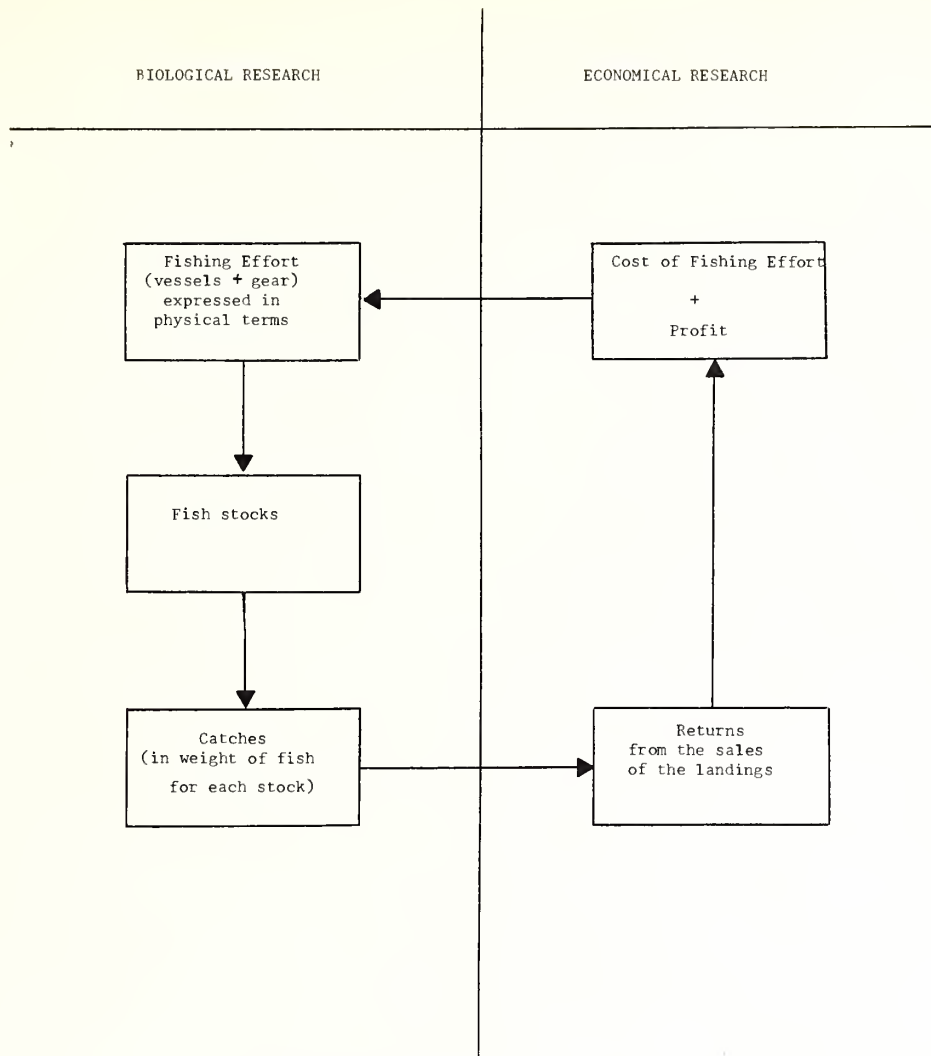 BIOLOGICAL RESEARCH
ECONOMICAL RESEARCH
Fishing Effort
(vessels + gear)
expressed in
physical terms
Cost of Fishing Effort
+
Profit
Fish stocks
Catches
(in weight of fish
for each stock)
Returns
from the sales
of the landings